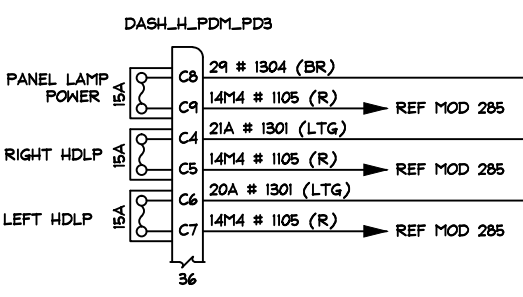 DASH_H_PDM_PD3
PANEL LAMP
POWER
15A
C8
29 # 1304 (BR)
C9
14M4 # 1105 (R)
REF MOD 285
RIGHT HDLP
15A
C4
21A # 1301 (LTG)
C5
14M4 # 1105 (R)
REF MOD 285
LEFT HDLP
15A
C6
20A # 1301 (LTG)
C7
14M4 # 1105 (R)
REF MOD 285
36